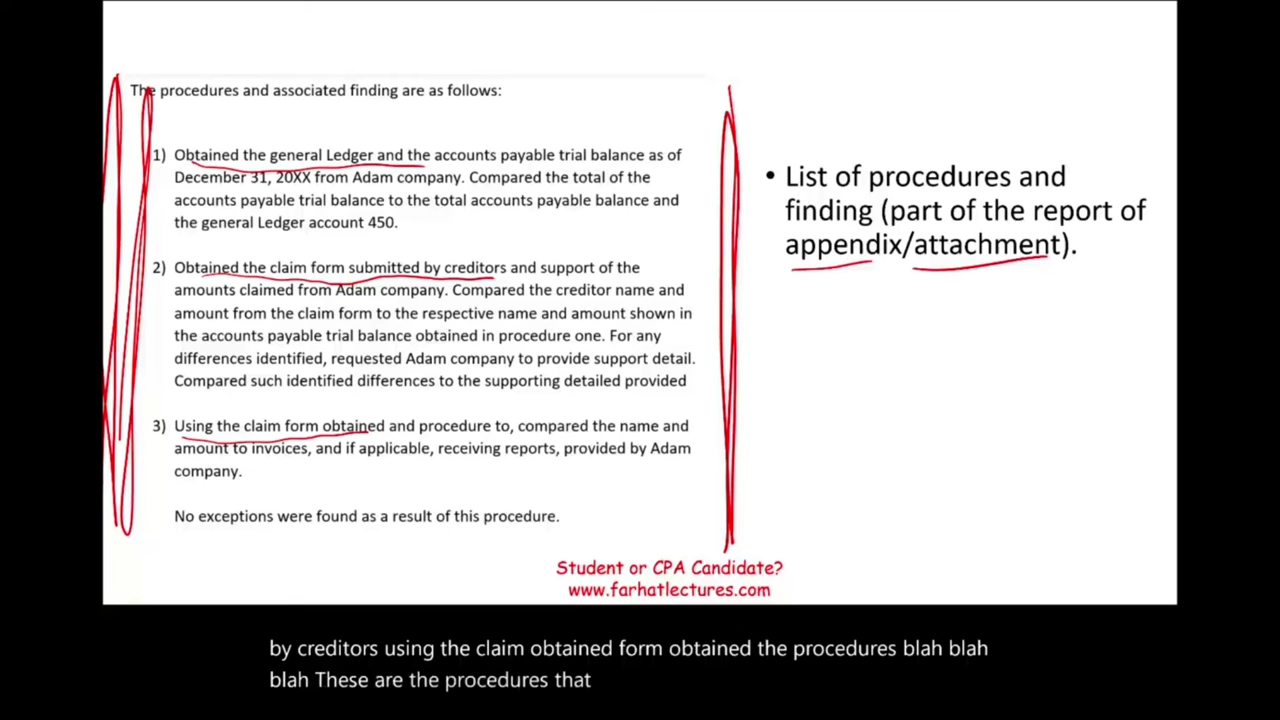 The procedures and associated finding are as follows:
1) Obtained the general Ledger and the accounts payable trial balance as of
December 31, 20XX from Adam company. Compared the total of the
accounts payable trial balance to the total accounts payable balance and
the general Ledger account 450.
2) Obtained the claim form submitted by creditors and support of the
amounts claimed from Adam company. Compared the creditor name and
amount from the claim form to the respective name and amount shown in
the accounts payable trial balance obtained in procedure one. For any
differences identified, requested Adam company to provide support detail.
Compared such identified differences to the supporting detailed provided
3) Using the claim form obtained and procedure to, compared the name and
amount to invoices, and if applicable, receiving reports, provided by Adam
company.
No exceptions were found as a result of this procedure.
• List of procedures and
finding (part of the report of
appendix/attachment).
Student or CPA Candidate?
www.farhatlectures.com
by creditors using the claim obtained form obtained the procedures blah blah
blah These are the procedures that